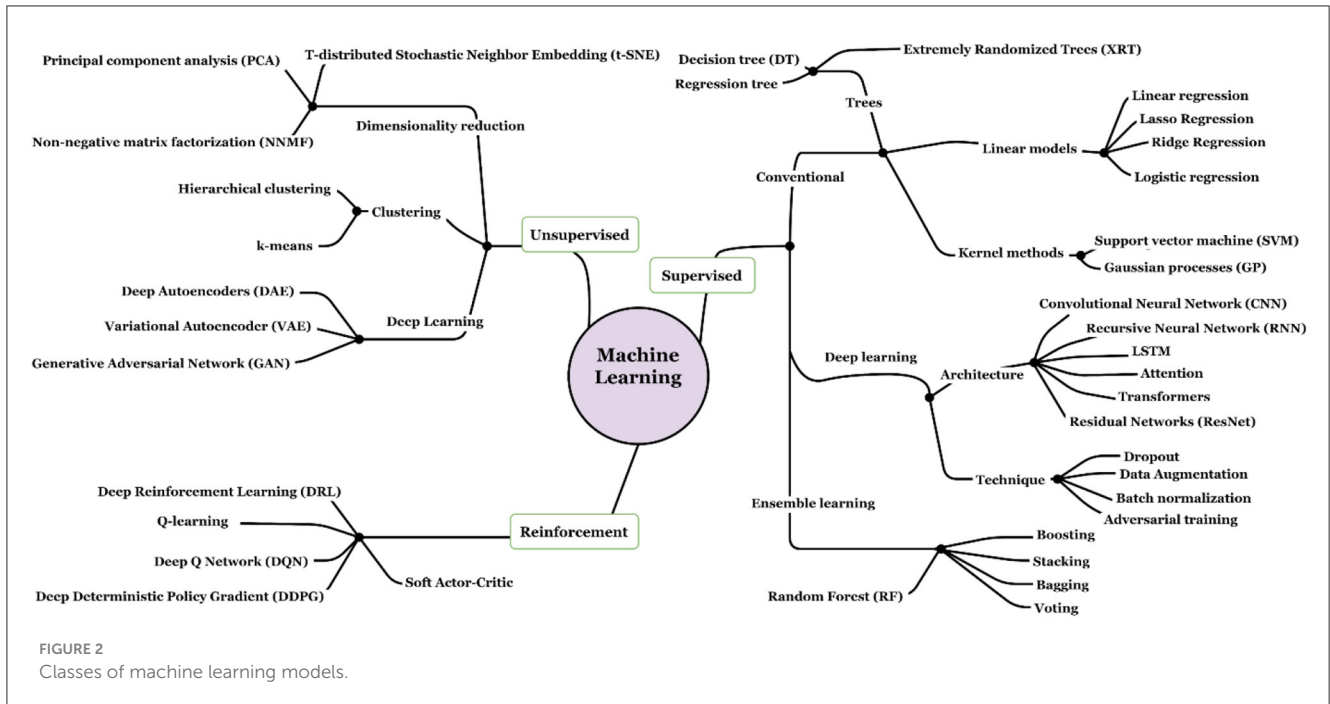 Principal component analysis (PCA)
T-distributed Stochastic Neighbor Embedding (t-SNE)
Non-negative matrix factorization (NNMF)
Dimensionality reduction
Hierarchical clustering
Clustering
k-means
Unsupervised
Deep Autoencoders (DAE)
Variational Autoencoder (VAE)
Deep Learning
Generative Adversarial Network (GAN)
Machine
Learning
Deep Reinforcement Learning (DRL)
Q-learning
Reinforcement
Deep Q Network (DQN)
Soft Actor-Critic
Deep Deterministic Policy Gradient (DDPG)
Supervised
Conventional
Decision tree (DT)
Extremely Randomized Trees (XRT)
Regression tree
Trees
Linear models
Linear regression
Lasso Regression
Ridge Regression
Logistic regression
Kernel methods
Support vector machine (SVM)
Gaussian processes (GP)
Deep learning
Architecture
Convolutional Neural Network (CNN)
Recursive Neural Network (RNN)
LSTM
Attention
Transformers
Residual Networks (ResNet)
Technique
Dropout
Data Augmentation
Batch normalization
Adversarial training
Ensemble learning
Boosting
Stacking
Bagging
Voting
Random Forest (RF)
FIGURE 2
Classes of machine learning models.